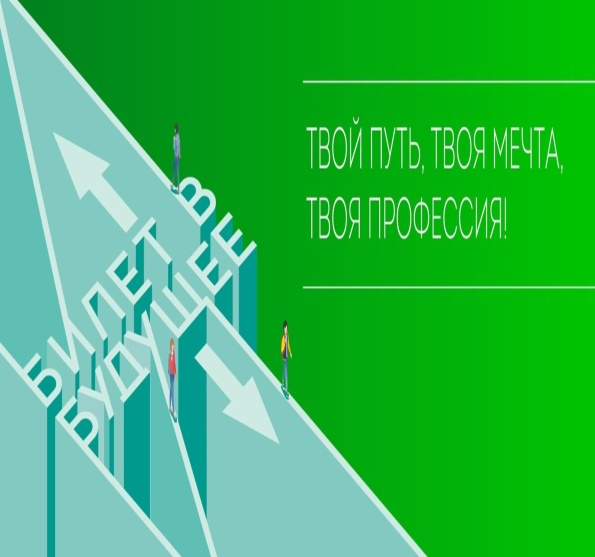 БИЛЕТ В
БУДУЩЕЕ
ТВОЙ ПУТЬ, ТВОЯ МЕЧТА,
ТВОЯ ПРОФЕССИЯ!